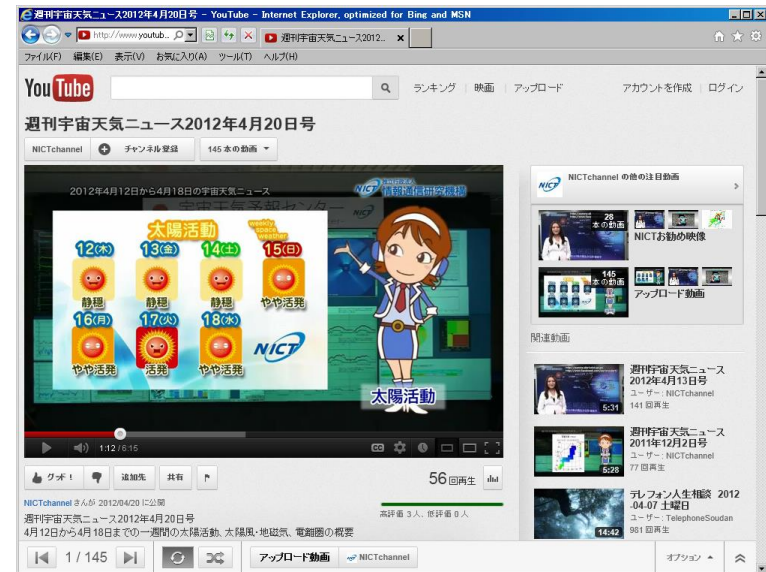 週刊宇宙天気ニュース2012年4月20日号 - YouTube - Internet Explorer, optimized for Bing and MSN
http://www.youtub...
週刊宇宙天気ニュース2012...
ファイル(F) 編集(E) 表示(V) お気に入り(A) ツール(T) ヘルプ(H)
YouTube
ランキング 映画 アップロード アカウントを作成 ログイン
週刊宇宙天気ニュース2012年4月20日号
NICTchannel チャンネル登録 145 本の動画
2012年4月12日から4月18日の宇宙天気ニュース
NICT 情報通信研究機構
宇宙天気予報センター
太陽活動
weekly space weather
12(木) 13(金) 14(土) 15(日)
静穏 静穏 静穏 やや活発
16(月) 17(火) 18(水)
やや活発 活発 やや活発
NICT
太陽活動
1:12 / 6:15
CC
グッド! 追加先 共有
56 回再生
NICTchannel さんが 2012/04/20 に公開
高評価 3 人、低評価 0 人
週刊宇宙天気ニュース2012年4月20日号
4月12日から4月18日までの一週間の太陽活動、太陽風・地磁気、電離圏の概要
NICT
NICTchannel の他の注目動画
28 本の動画
NICTお勧め映像
145 本の動画
アップロード動画
関連動画
週刊宇宙天気ニュース
2012年4月13日号
ユーザー: NICTchannel
141 回再生
5:31
週刊宇宙天気ニュース
2011年12月2日号
ユーザー: NICTchannel
77 回再生
5:28
テレフォン人生相談 2012
-04-07 土曜日
ユーザー: TelephoneSoudan
981 回再生
14:42
1 / 145
アップロード動画 NICTchannel
オプション